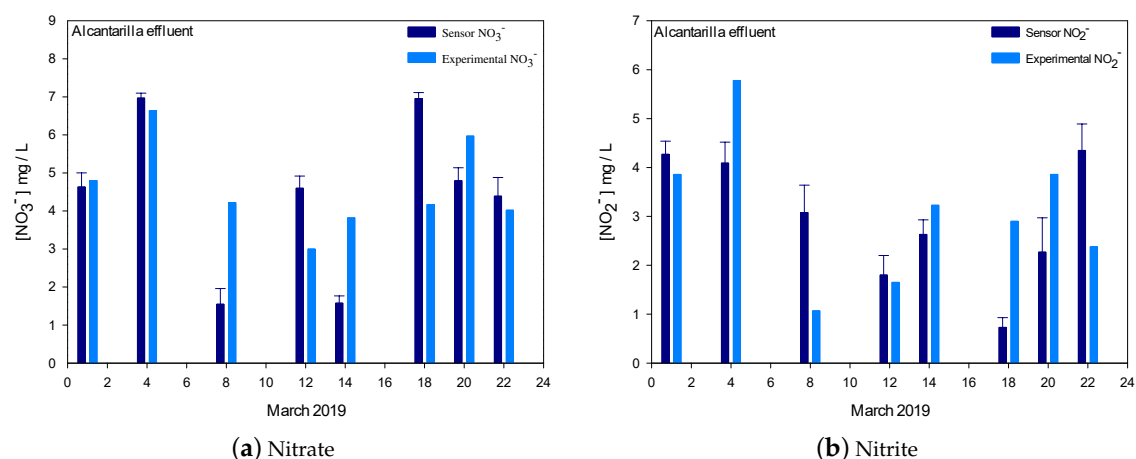 Alcantarilla effluent
Sensor NO₃⁻
Experimental NO₃⁻
[NO₃⁻] mg / L
9
8
7
6
5
4
3
2
1
0
0 2 4 6 8 10 12 14 16 18 20 22 24
March 2019
(a) Nitrate
Alcantarilla effluent
Sensor NO₂⁻
Experimental NO₂⁻
[NO₂⁻] mg / L
7
6
5
4
3
2
1
0
0 2 4 6 8 10 12 14 16 18 20 22 24
March 2019
(b) Nitrite